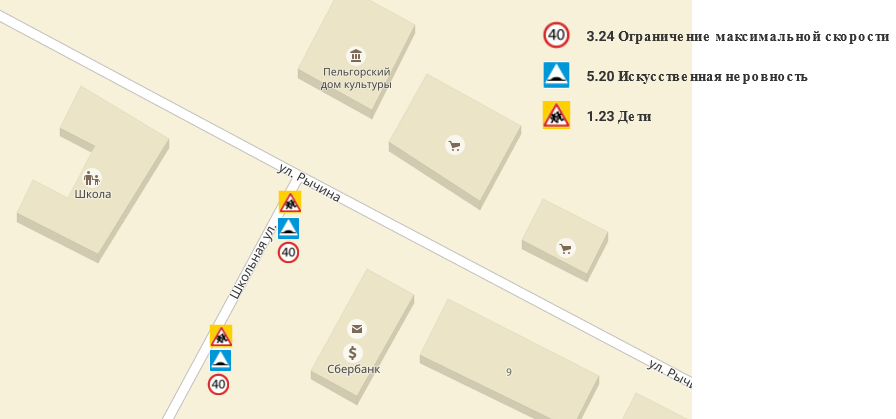 40 3.24 Ограничение максимальной скорости
5.20 Искусственная неровность
1.23 Дети
Пельгорский
дом культуры
Школа
ул. Рычина
Школьная ул.
40
40
Сбербанк
$
9
ул. Рычи